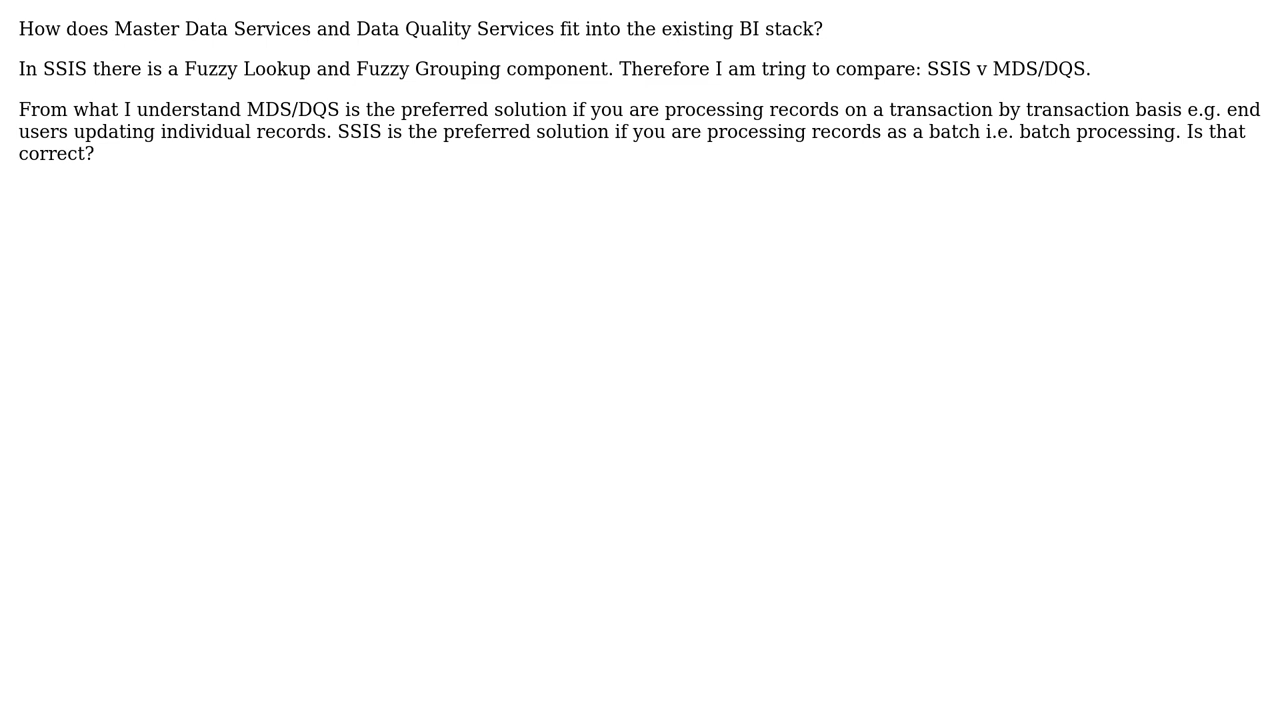 How does Master Data Services and Data Quality Services fit into the existing BI stack?
In SSIS there is a Fuzzy Lookup and Fuzzy Grouping component. Therefore I am tring to compare: SSIS v MDS/DQS.
From what I understand MDS/DQS is the preferred solution if you are processing records on a transaction by transaction basis e.g. end
users updating individual records. SSIS is the preferred solution if you are processing records as a batch i.e. batch processing. Is that
correct?